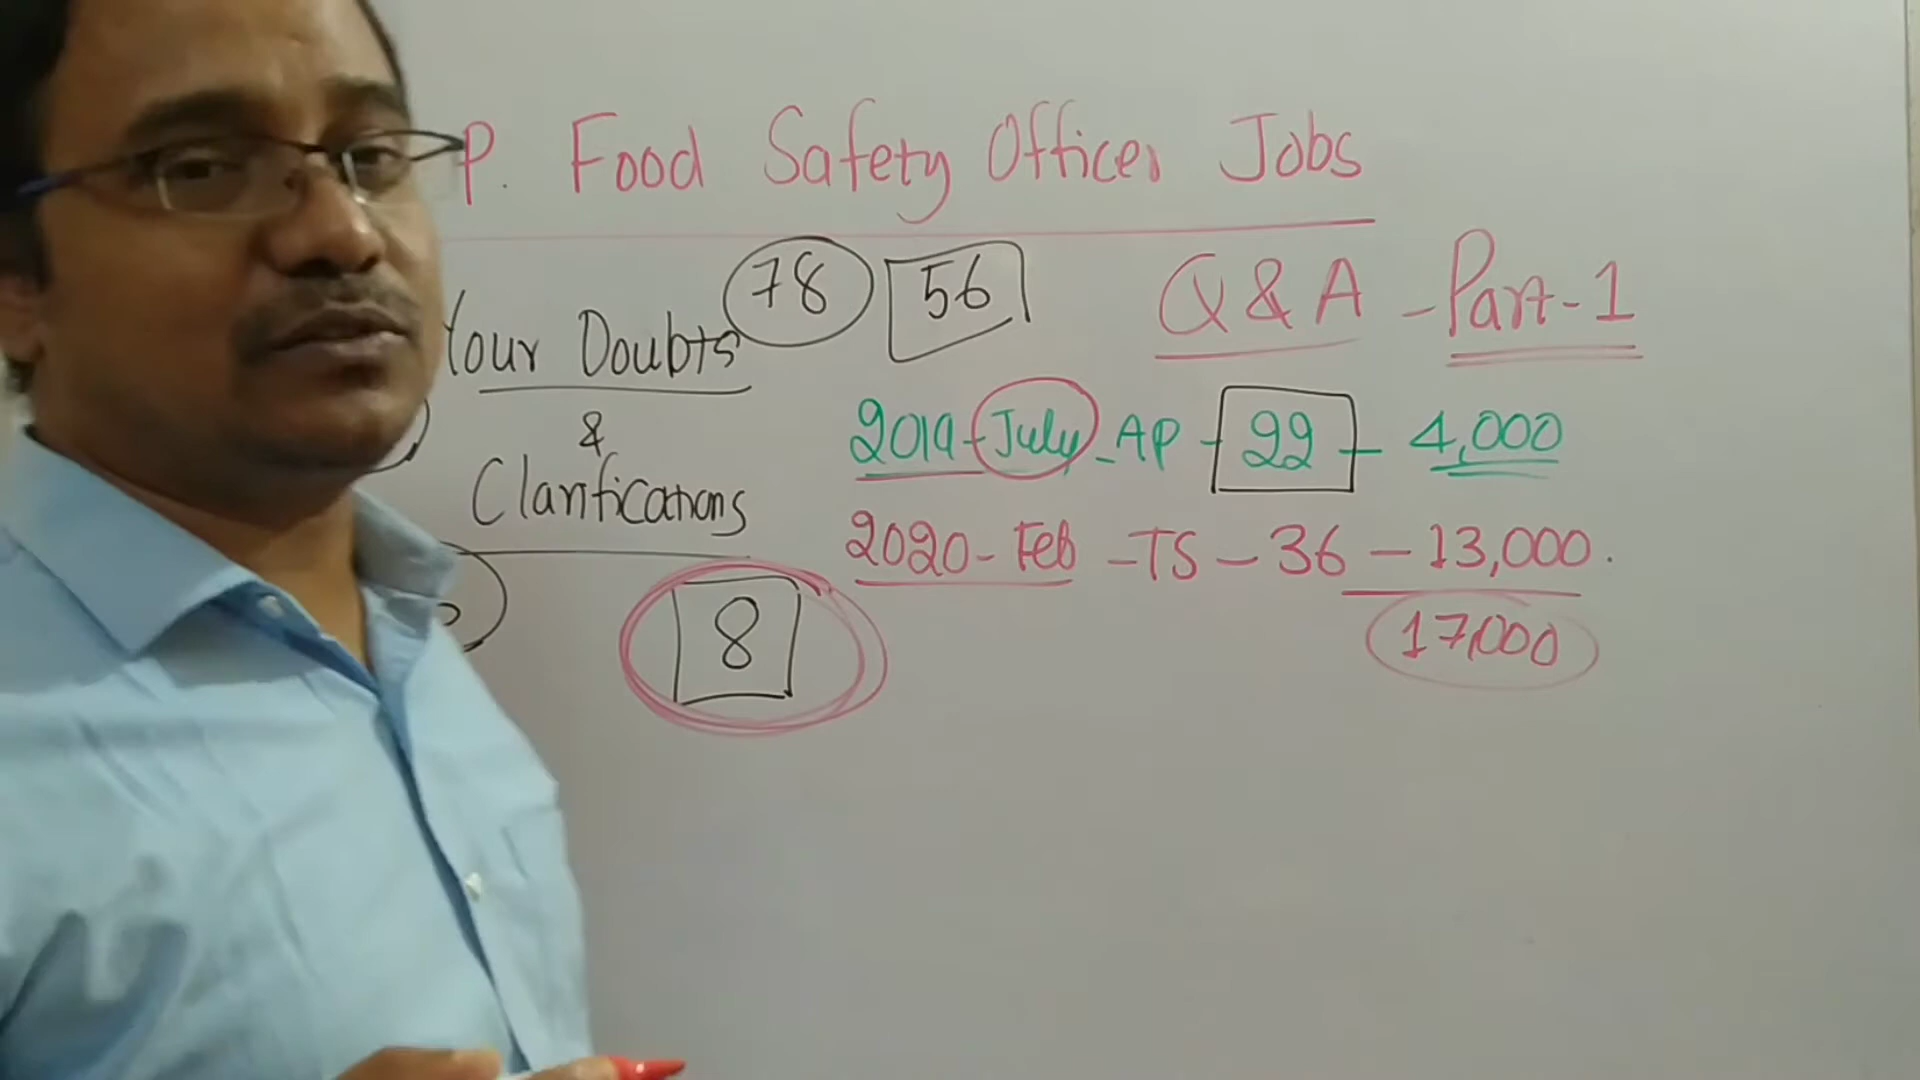 P. Food Safety Officer Jobs
78 56 Q & A - Part - 1
Your Doubts
&
Clarifications
2019 - July - AP - 22 - 4,000
2020 - Feb - TS - 36 - 13,000.
17,000
8